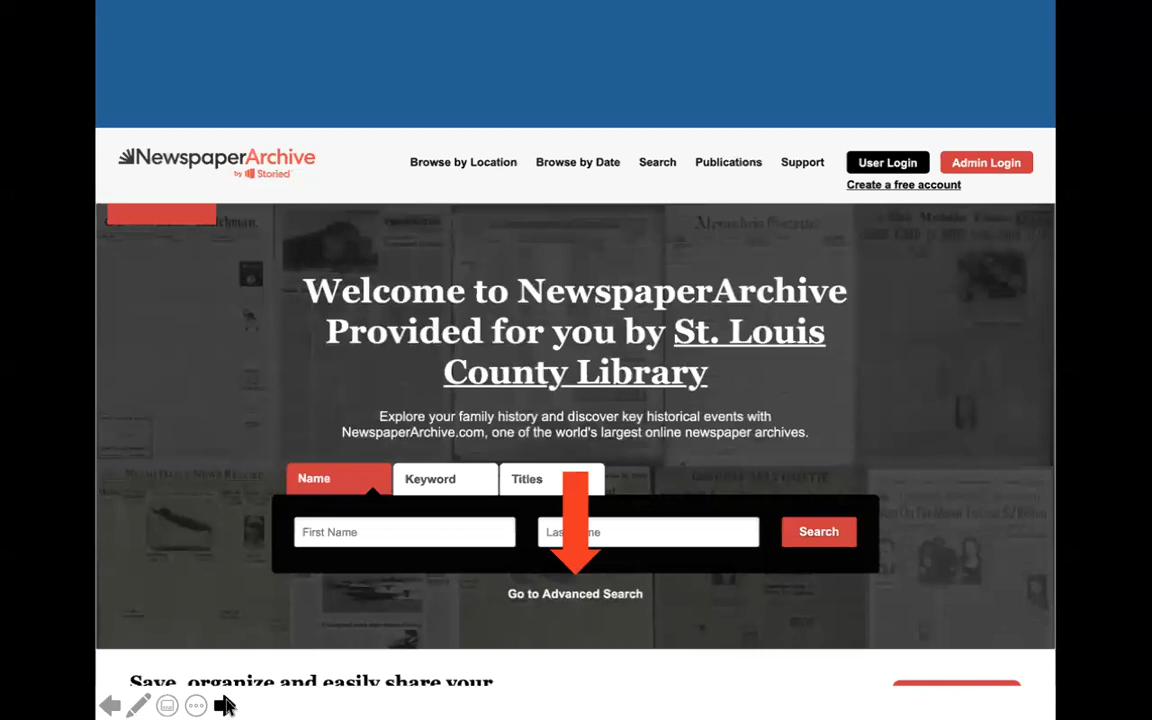 NewspaperArchive
by Storied
Browse by Location
Browse by Date
Search
Publications
Support
User Login
Admin Login
Create a free account
Welcome to NewspaperArchive
Provided for you by St. Louis
County Library
Explore your family history and discover key historical events with
NewspaperArchive.com, one of the world's largest online newspaper archives.
Name
Keyword
Titles
First Name
Search
Go to Advanced Search
Save, organize and easily share your